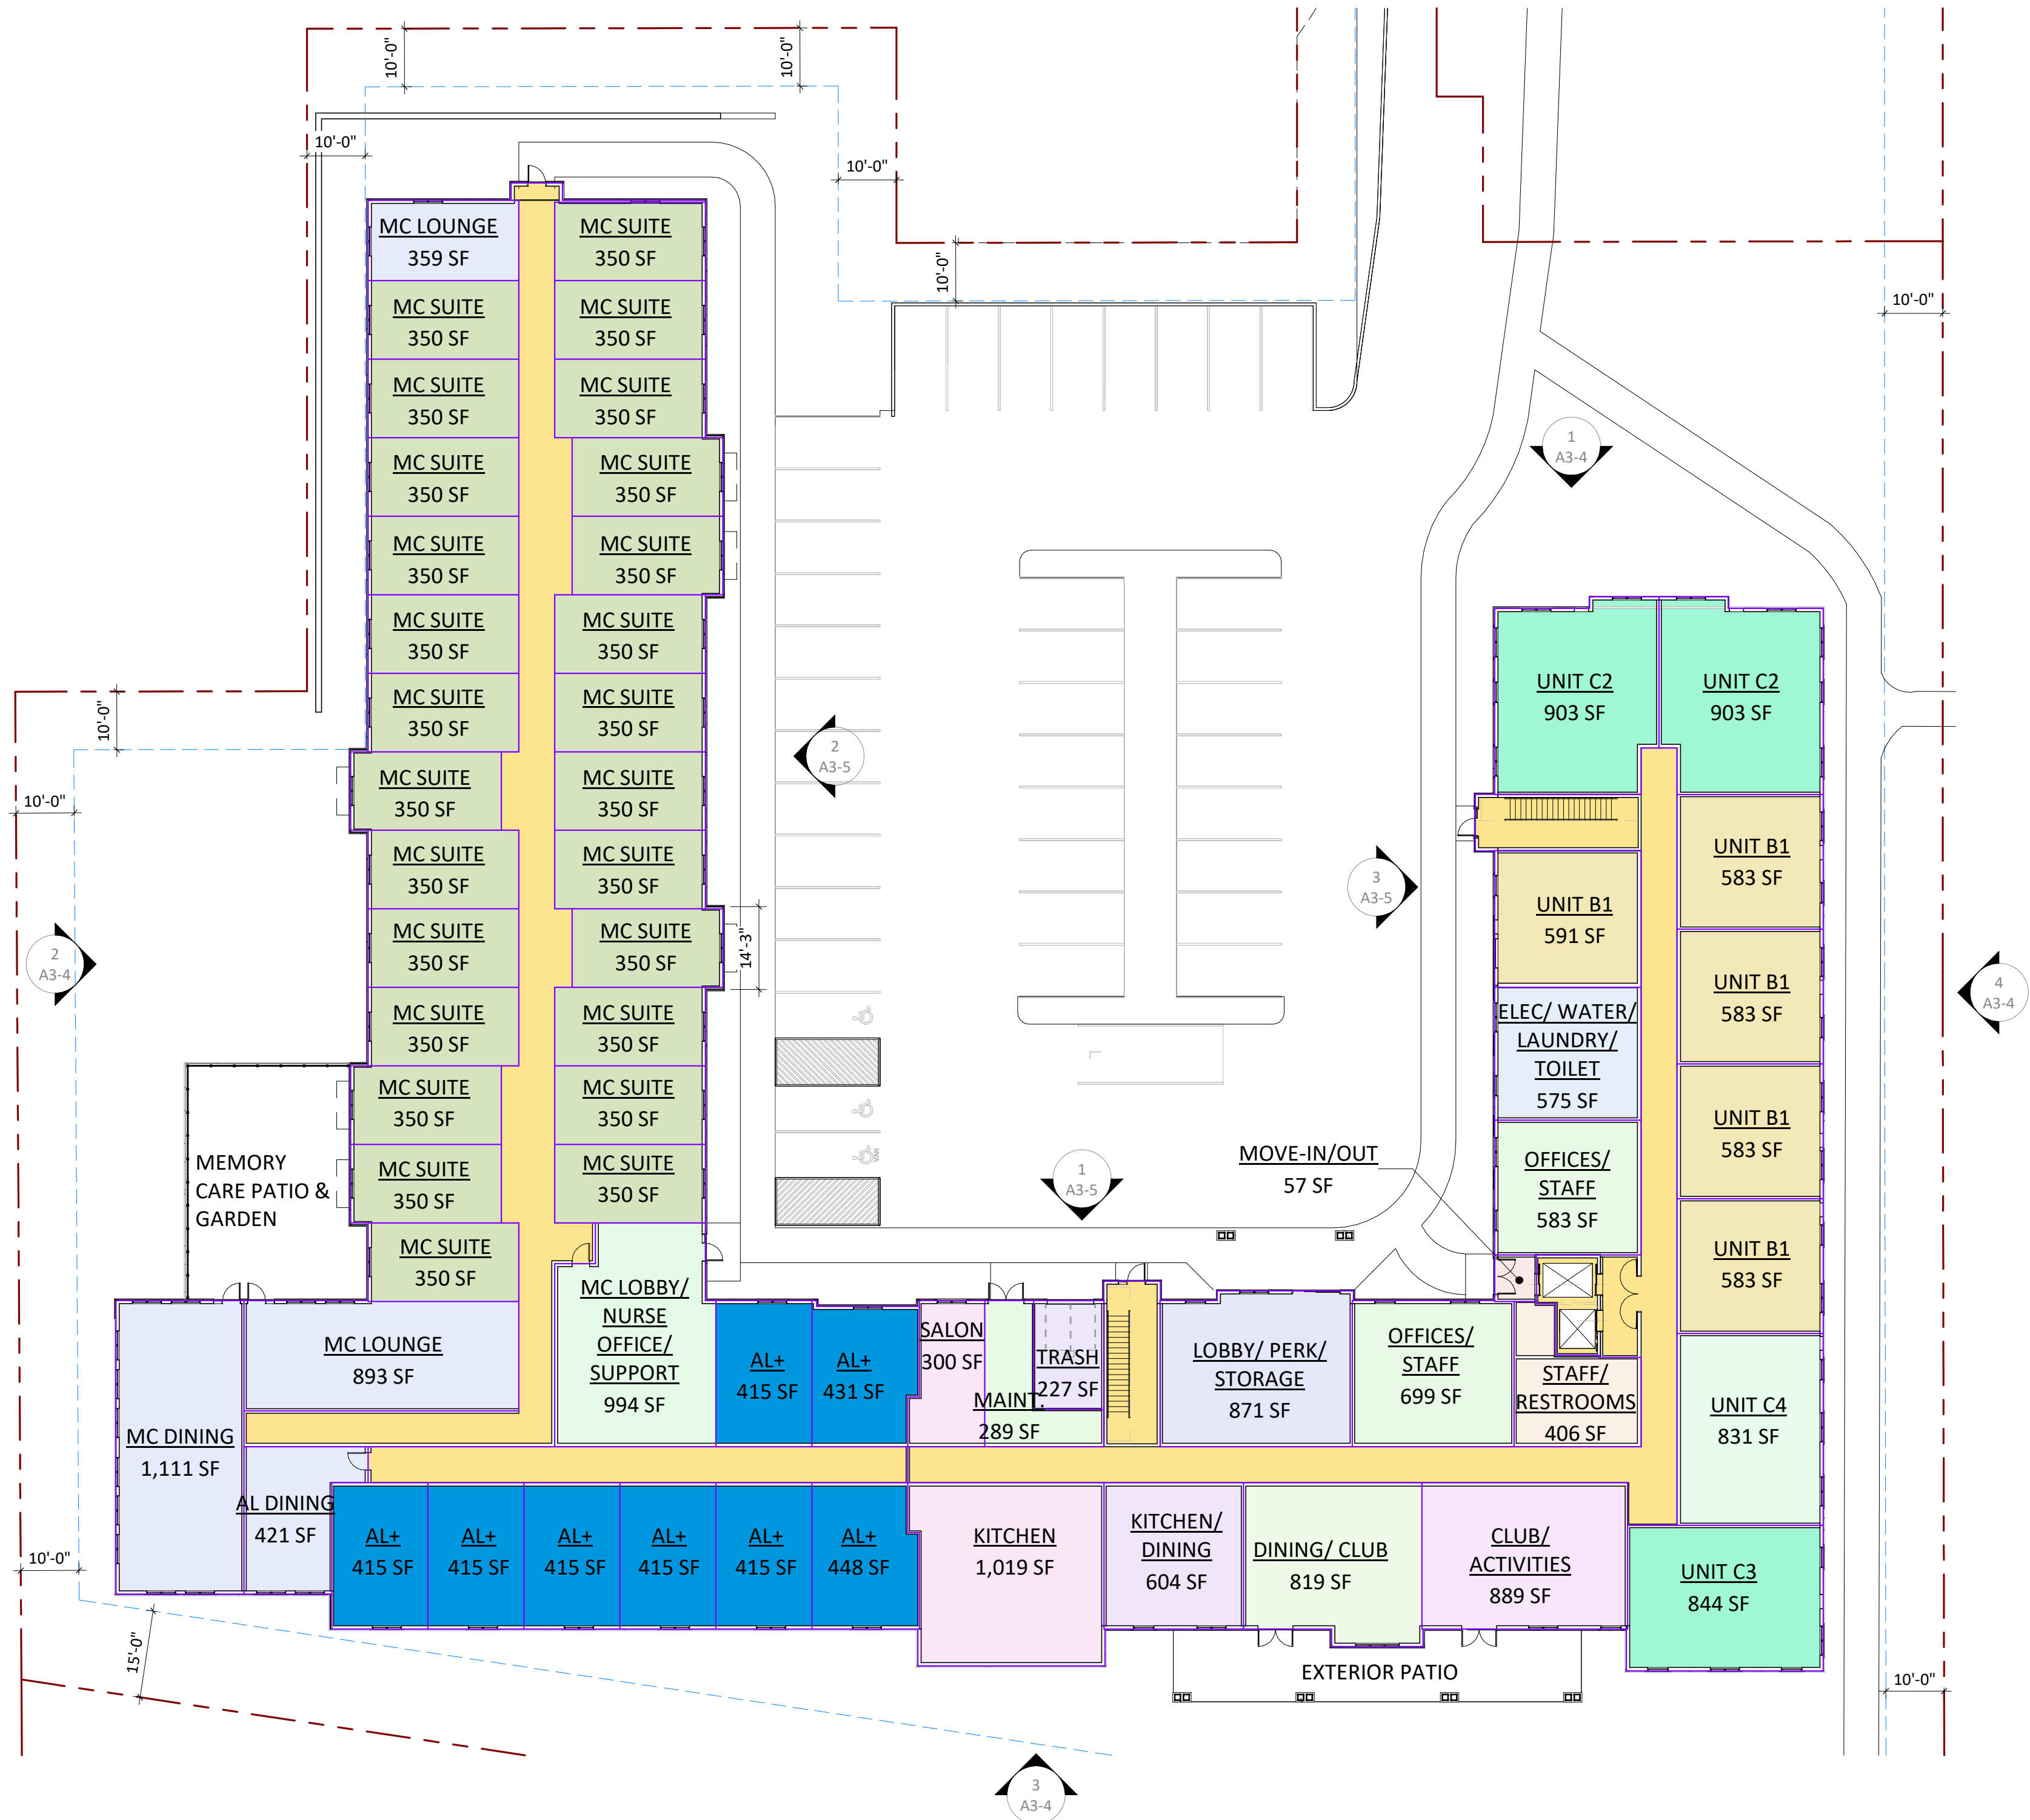 10'-0"
10'-0"
10'-0"
10'-0"
10'-0"
10'-0"
MC LOUNGE
359 SF
MC SUITE
350 SF
MC SUITE
350 SF
MC SUITE
350 SF
MC SUITE
350 SF
MC SUITE
350 SF
1
A3-4
MC SUITE
350 SF
MC SUITE
350 SF
MC SUITE
350 SF
MC SUITE
350 SF
MC SUITE
350 SF
MC SUITE
350 SF
MC SUITE
350 SF
MC SUITE
350 SF
UNIT C2
903 SF
UNIT C2
903 SF
10'-0"
2
A3-5
10'-0"
MC SUITE
350 SF
MC SUITE
350 SF
MC SUITE
350 SF
MC SUITE
350 SF
UNIT B1
583 SF
3
A3-5
UNIT B1
591 SF
MC SUITE
350 SF
MC SUITE
350 SF
14'-3"
2
A3-4
UNIT B1
583 SF
4
A3-4
MC SUITE
350 SF
MC SUITE
350 SF
ELEC/ WATER/
LAUNDRY/
TOILET
575 SF
MC SUITE
350 SF
MC SUITE
350 SF
UNIT B1
583 SF
VAN
MEMORY
CARE PATIO &
GARDEN
MC SUITE
350 SF
MC SUITE
350 SF
1
A3-5
MOVE-IN/OUT
57 SF
OFFICES/
STAFF
583 SF
MC SUITE
350 SF
UNIT B1
583 SF
MC LOBBY/
NURSE
OFFICE/
SUPPORT
994 SF
MC LOUNGE
893 SF
AL+
415 SF
AL+
431 SF
SALON
300 SF
MAINT.
289 SF
TRASH
227 SF
LOBBY/ PERK/
STORAGE
871 SF
OFFICES/
STAFF
699 SF
STAFF/
RESTROOMS
406 SF
UNIT C4
831 SF
MC DINING
1,111 SF
AL DINING
421 SF
AL+
415 SF
AL+
415 SF
AL+
415 SF
AL+
415 SF
AL+
415 SF
AL+
448 SF
KITCHEN
1,019 SF
KITCHEN/
DINING
604 SF
DINING/ CLUB
819 SF
CLUB/
ACTIVITIES
889 SF
UNIT C3
844 SF
10'-0"
15'-0"
EXTERIOR PATIO
10'-0"
3
A3-4